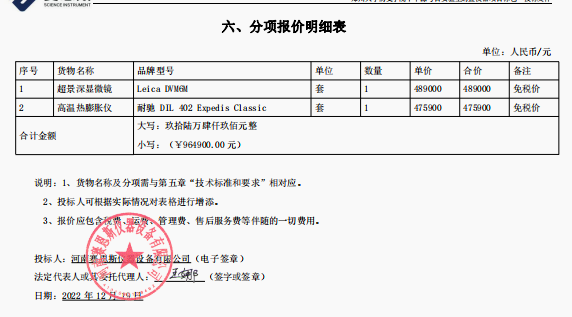 SCIENCE INSTRUMENT
六、分项报价明细表
单位：人民币/元
序号 货物名称 品牌型号 单位 数量 单价 合价 备注
1 超景深显微镜 Leica DVM6M 套 1 489000 489000 免税价
2 高温热膨胀仪 耐驰 DIL 402 Expedis Classic 套 1 475900 475900 免税价
合计金额
大写：玖拾陆万肆仟玖佰元整
小写：（￥964900.00 元）
说明：1、货物名称及分项需与第五章“技术标准和要求”相对应。
2、投标人可根据实际情况对表格进行增添。
3、报价应包含税费、运费、管理费、售后服务费等伴随的一切费用。
投标人：河南赛恩斯仪器设备有限公司（电子签章）
法定代表人或其委托代理人：（签字或签章）
日期：2022 年 12 月 19 日